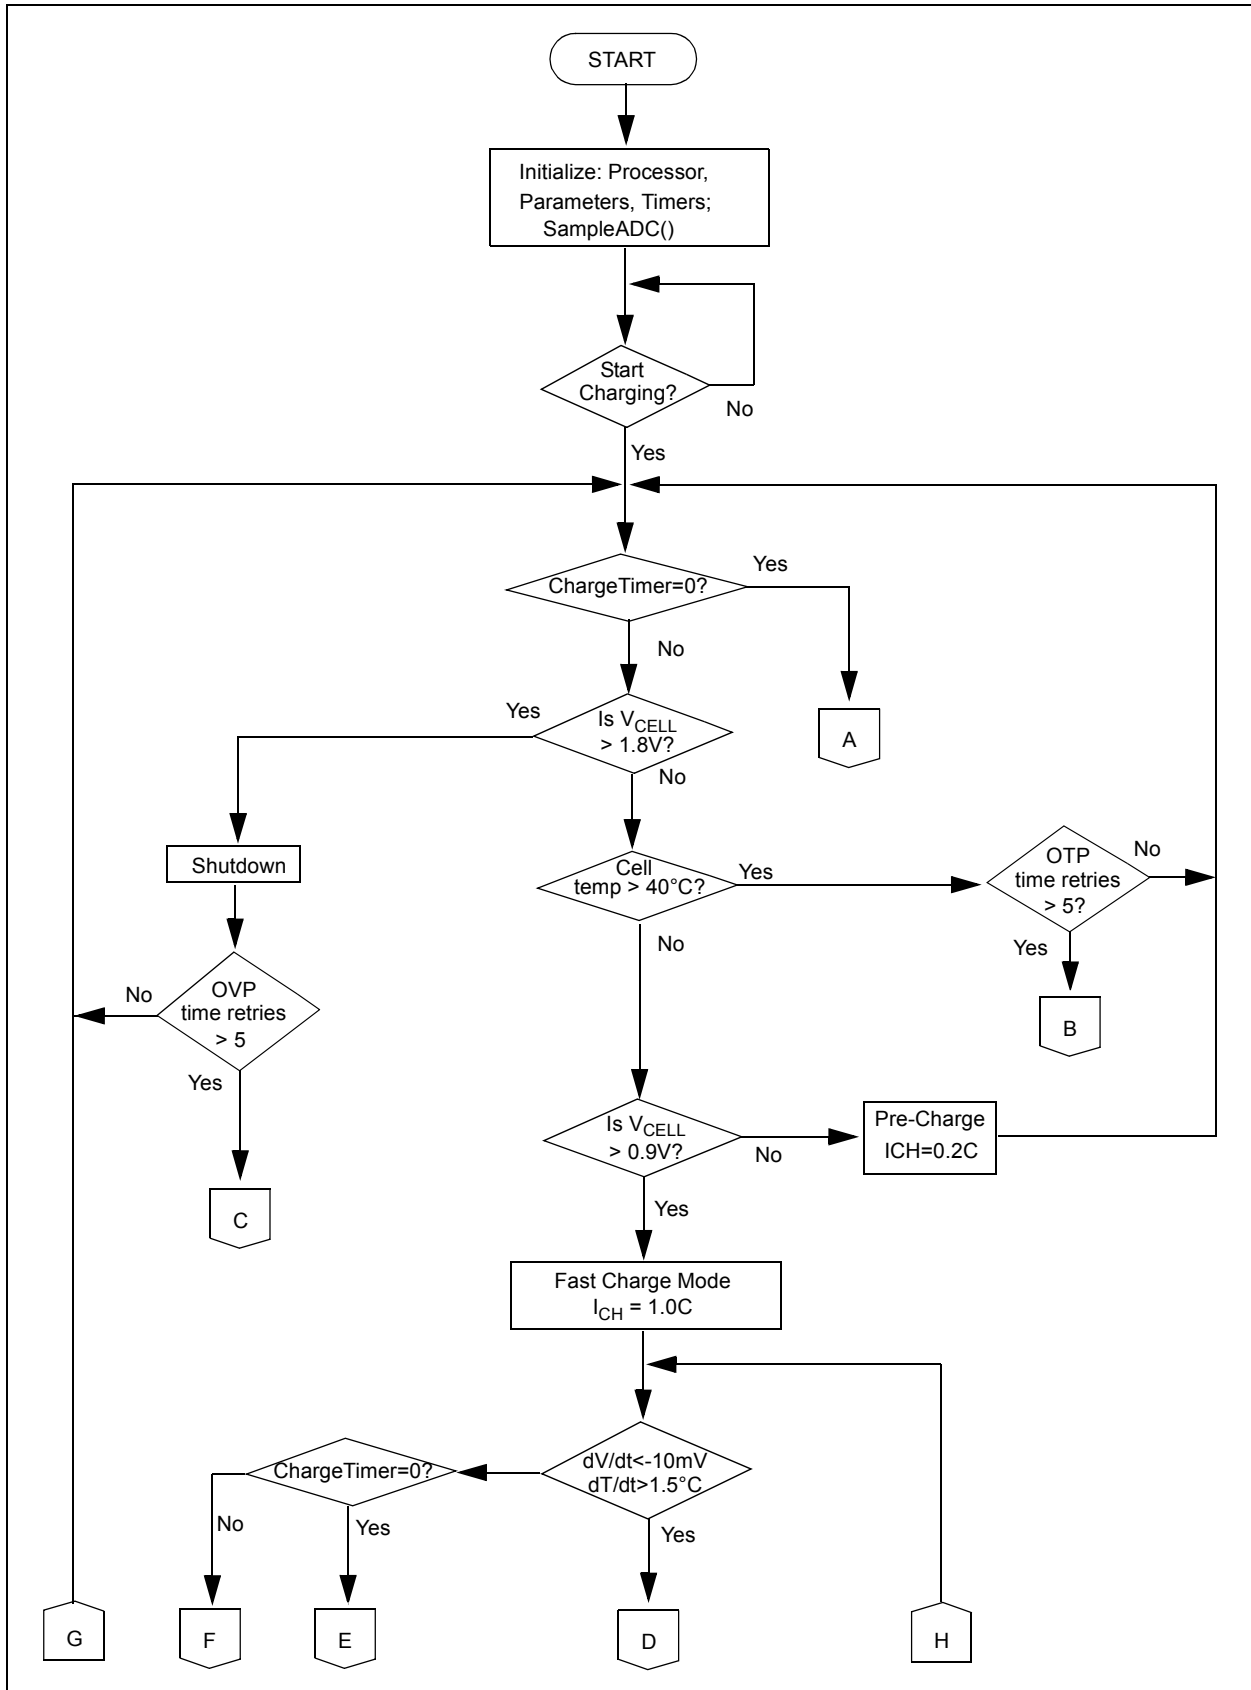 START
Initialize: Processor,
Parameters, Timers;
SampleADC()
Start
Charging?
No
Yes
ChargeTimer=0?
Yes
No
A
Is VCELL
> 1.8V?
Yes
No
Shutdown
Cell
temp > 40°C?
Yes
No
OTP
time retries
> 5?
No
Yes
B
OVP
time retries
> 5
No
Yes
C
Is VCELL
> 0.9V?
No
Yes
Pre-Charge
ICH=0.2C
Fast Charge Mode
ICH = 1.0C
dV/dt<-10mV
dT/dt>1.5°C
Yes
ChargeTimer=0?
No
Yes
G
F
E
D
H